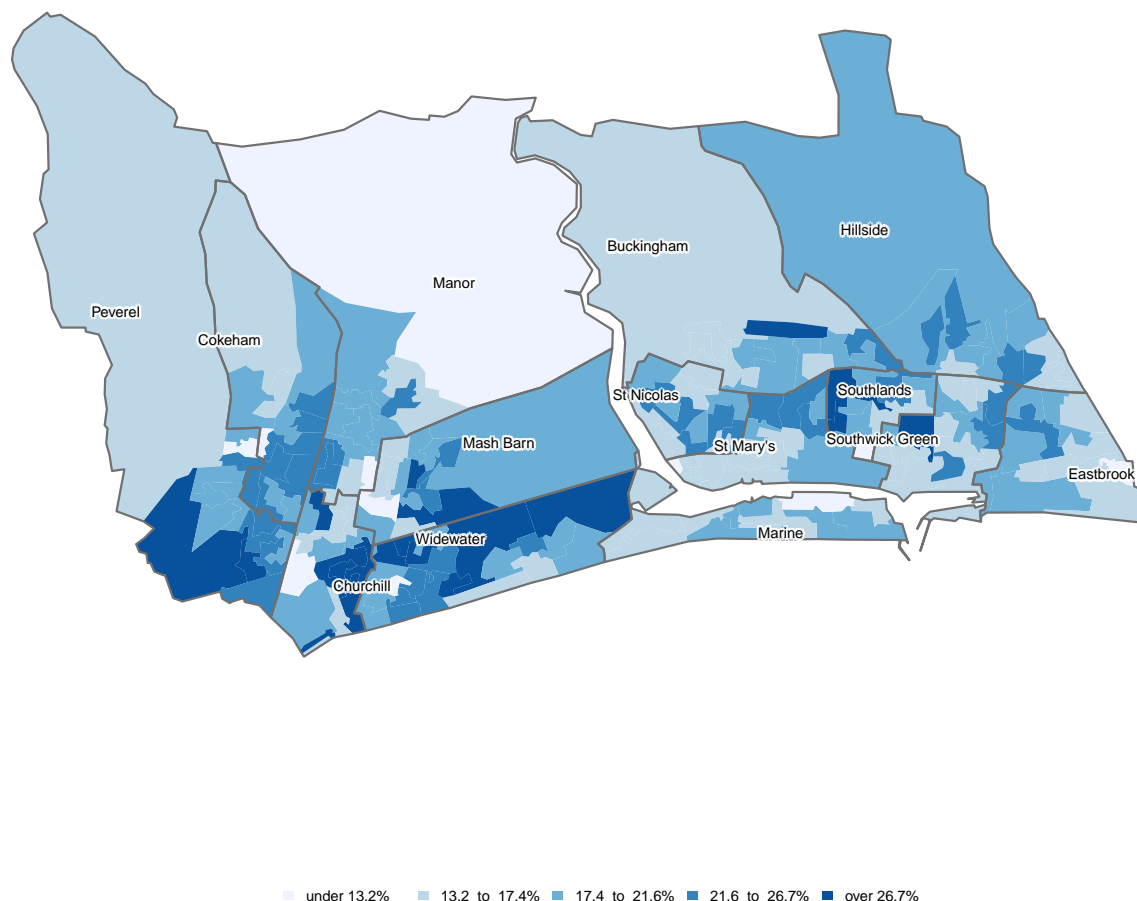 Hillside
Buckingham
Manor
Peverel
Cokeham
Southlands
St Nicolas
Southwick Green
Mash Barn
St Mary's
Eastbrook
Marine
Widewater
Churchill
under 13.2%
13.2 to 17.4%
17.4 to 21.6%
21.6 to 26.7%
over 26.7%